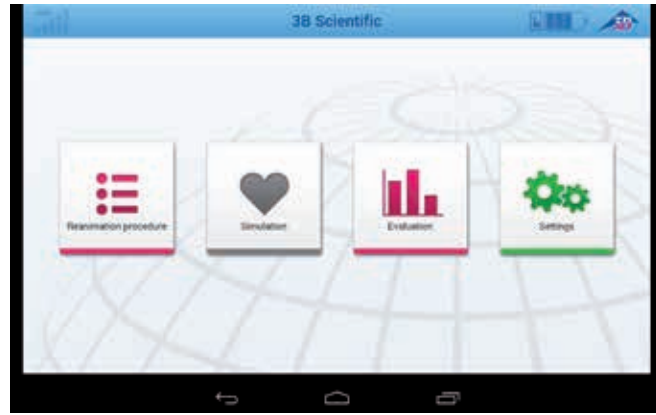 3B Scientific
Reanimation procedure
Simulation
Evaluation
Settings